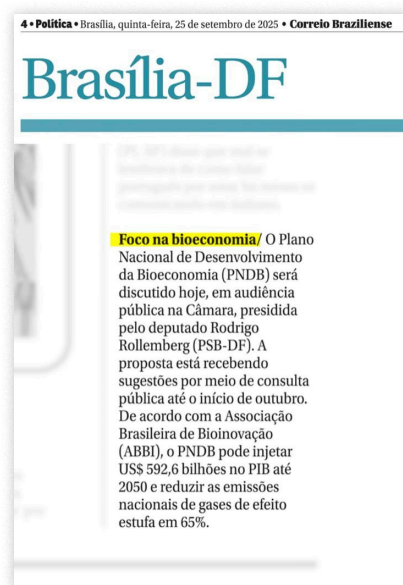 4 • Política • Brasília, quinta-feira, 25 de setembro de 2025 • Correio Braziliense
Brasília-DF
Foco na bioeconomia/ O Plano
Nacional de Desenvolvimento
da Bioeconomia (PNDB) será
discutido hoje, em audiência
pública na Câmara, presidida
pelo deputado Rodrigo
Rollemberg (PSB-DF). A
proposta está recebendo
sugestões por meio de consulta
pública até o início de outubro.
De acordo com a Associação
Brasileira de Bioinovação
(ABBI), o PNDB pode injetar
US$ 592,6 bilhões no PIB até
2050 e reduzir as emissões
nacionais de gases de efeito
estufa em 65%.